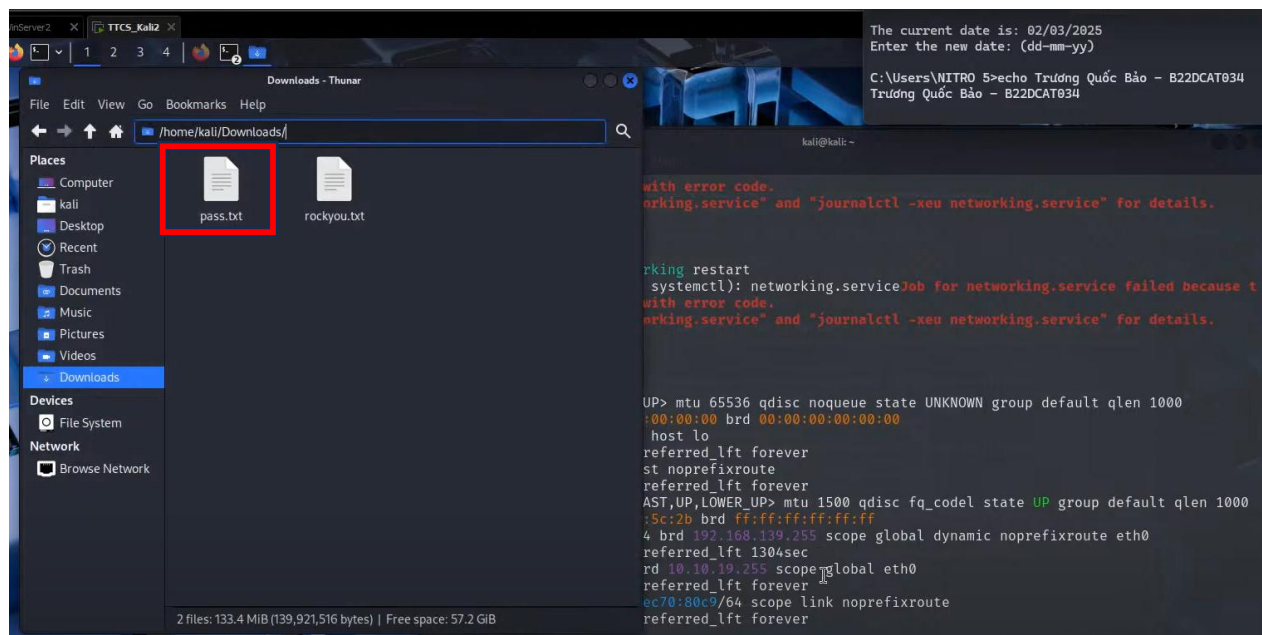 inServer2 TTCS_Kali2
1 2 3 4 2
The current date is: 02/03/2025
Enter the new date: (dd-mm-yy)
C:\Users\NITRO 5>echo Trương Quốc Bảo - B22DCAT034
Trương Quốc Bảo - B22DCAT034
Downloads - Thunar
File Edit View Go Bookmarks Help
/home/kali/Downloads/
Places
Computer
kali
Desktop
Recent
Trash
Documents
Music
Pictures
Videos
Downloads
Devices
File System
Network
Browse Network
pass.txt rockyou.txt
2 files: 133.4 MiB (139,921,516 bytes) | Free space: 57.2 GiB
kali@kali: ~
with error code.
rking.service" and "journalctl -xeu networking.service" for details.
rking restart
systemctl): networking.serviceJob for networking.service failed because t
with error code.
rking.service" and "journalctl -xeu networking.service" for details.
UP> mtu 65536 qdisc noqueue state UNKNOWN group default qlen 1000
:00:00:00 brd 00:00:00:00:00:00
host lo
referred_lft forever
st noprefixroute
referred_lft forever
AST,UP,LOWER_UP> mtu 1500 qdisc fq_codel state UP group default qlen 1000
:5c:2b brd ff:ff:ff:ff:ff:ff
4 brd 192.168.139.255 scope global dynamic noprefixroute eth0
referred_lft 1304sec
rd 10.10.19.255 scope global eth0
referred_lft forever
ec70:80c9/64 scope link noprefixroute
referred_lft forever